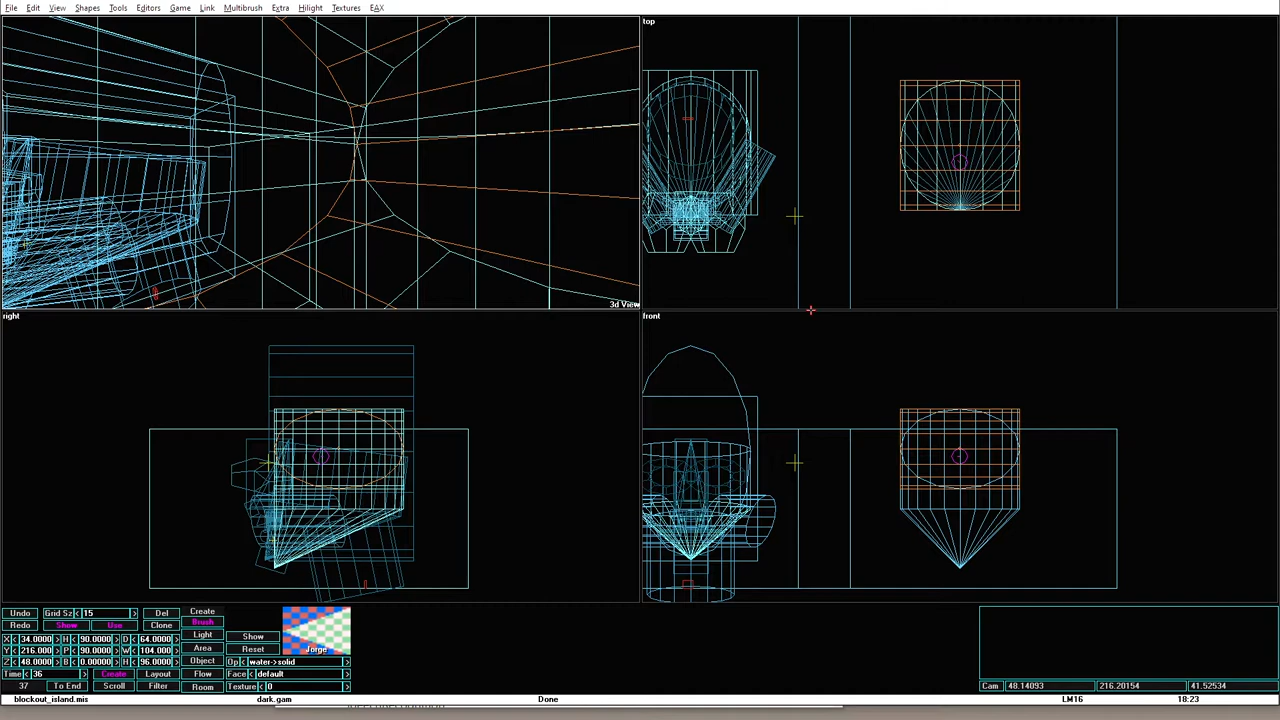 File Edit View Shapes Tools Editors Game Link Multibrush Extra Hilight Textures EAX
top
3d View
right
front
Undo Grid Sz < 15 > Del Create
Redo Show Use Clone Brush
X < 34.0000 > H < 90.0000 > D < 64.0000 > Light Show
Y < 216.0000 > P < 90.0000 > W < 104.0000 > Area Reset Jorge
Z < 48.0000 > B < 0.00000 > H < 96.0000 > Object Op < water->solid >
Time < 36 > Create Layout Flow Face < default >
37 To End Scroll Filter Room Texture < 0 > Cam 48.14093 216.20154 41.52534
blockout_island.mis dark.gam Done LM16 18:23